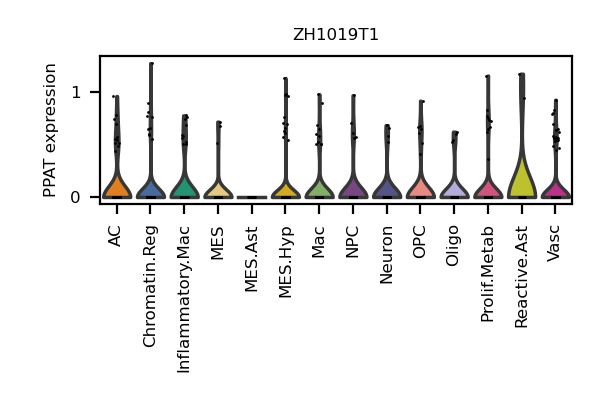 ZH1019T1
PPAT expression
1
0
AC
Chromatin.Reg
Inflammatory.Mac
MES
MES.Ast
MES.Hyp
Mac
NPC
Neuron
OPC
Oligo
Prolif.Metab
Reactive.Ast
Vasc